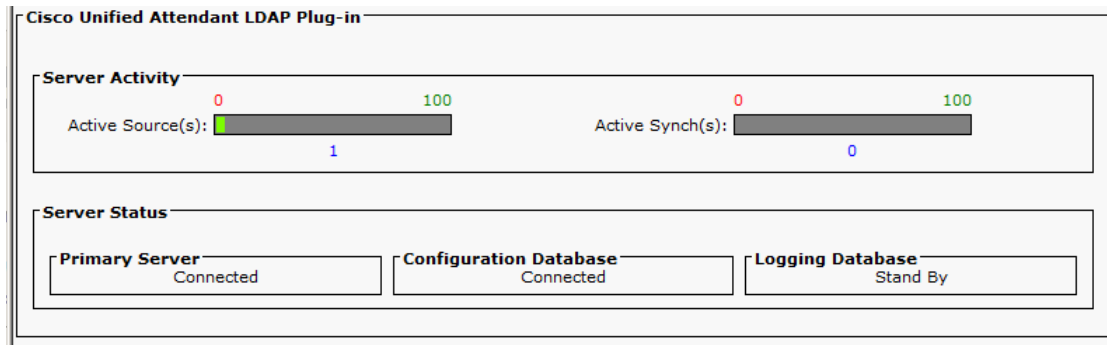 Cisco Unified Attendant LDAP Plug-in
Server Activity
0 100 0 100
Active Source(s): Active Synch(s):
1 0
Server Status
Primary Server Configuration Database Logging Database
Connected Connected Stand By